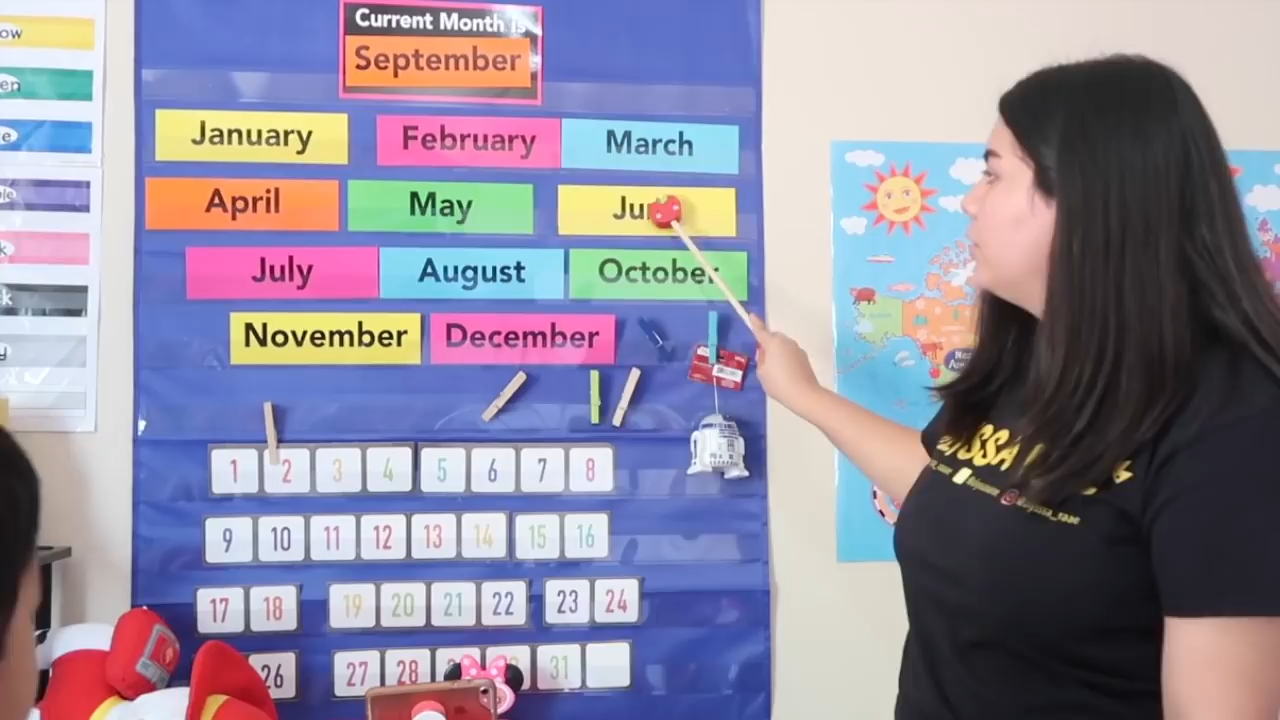 Current Month is
September
January
February
March
April
May
July
August
October
November
December
1 2 3 4 5 6 7 8
9 10 11 12 13 14 15 16
17 18 19 20 21 22 23 24
26 27 28 31